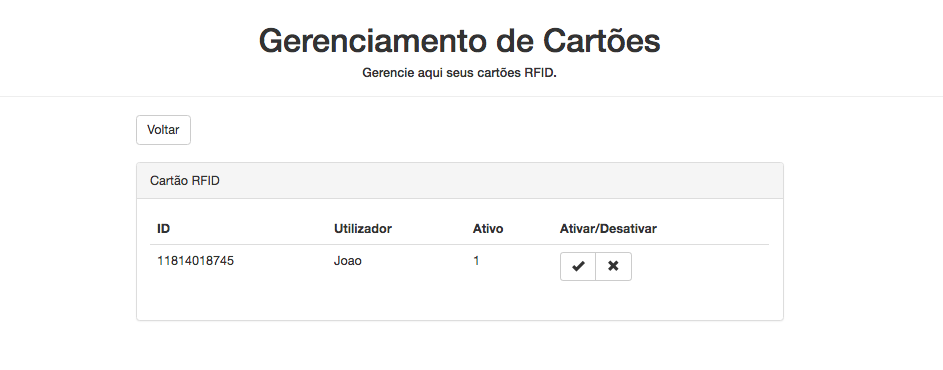 Gerenciamento de Cartões
Gerencie aqui seus cartões RFID.
Voltar
Cartão RFID
ID Utilizador Ativo Ativar/Desativar
11814018745 Joao 1